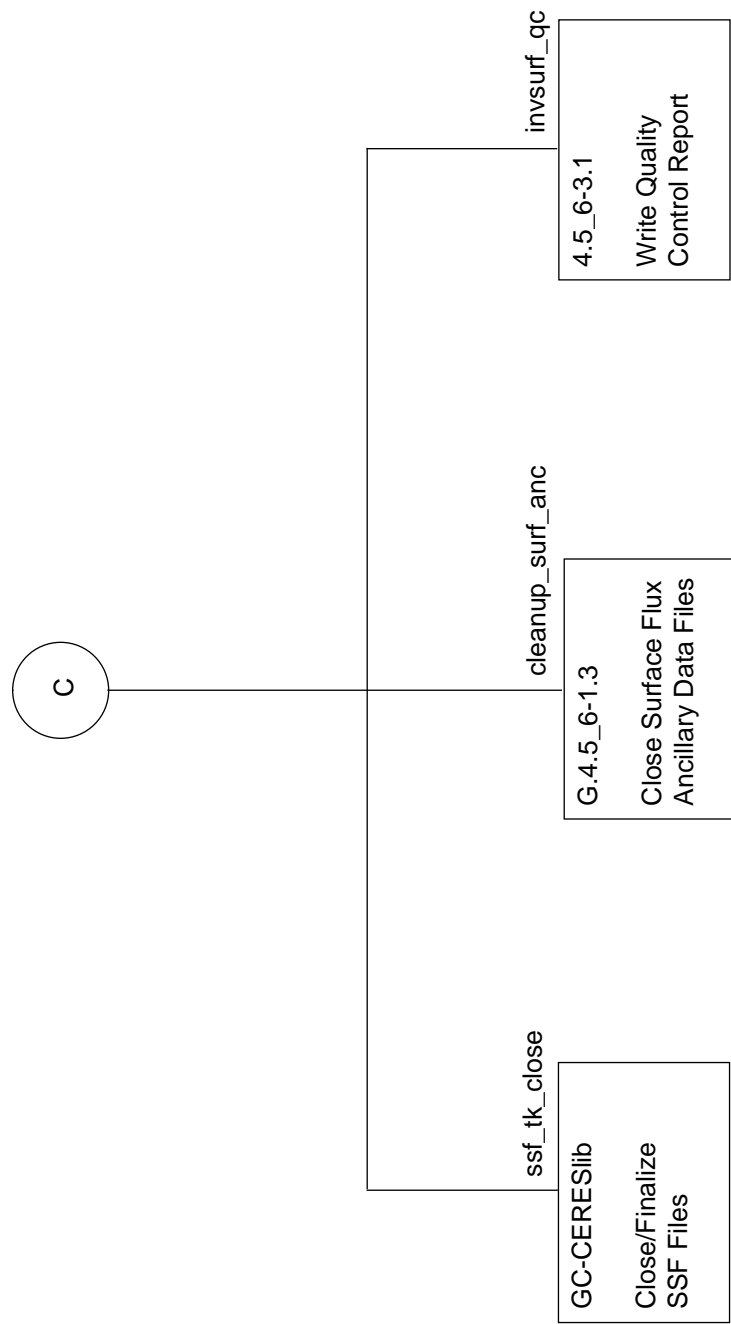 C
ssf_tk_close
GC-CERESlib
Close/Finalize
SSF Files
cleanup_surf_anc
G.4.5_6-1.3
Close Surface Flux
Ancillary Data Files
invsurf_qc
4.5_6-3.1
Write Quality
Control Report